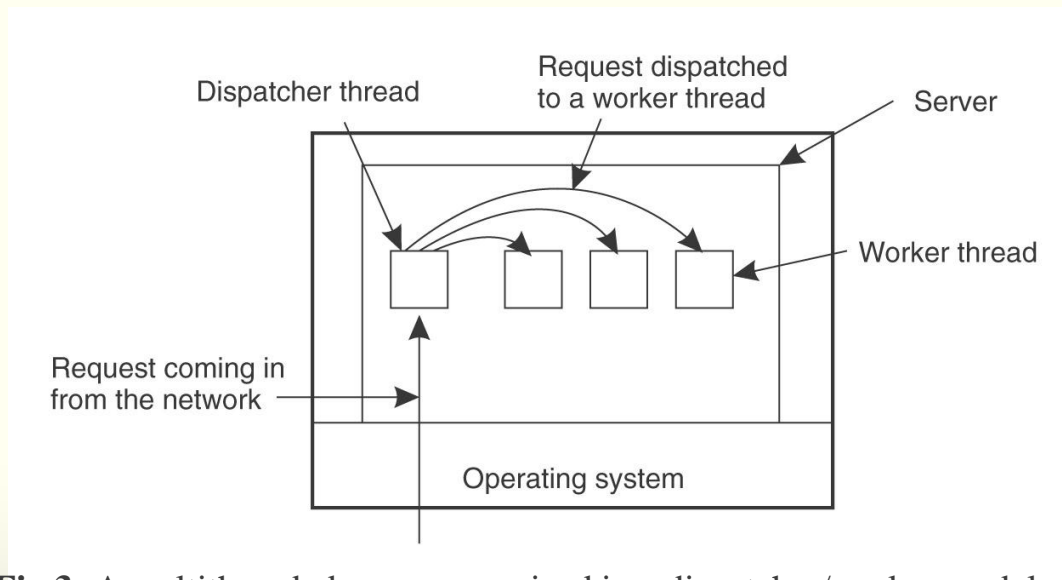 Request dispatched
to a worker thread
Dispatcher thread
Server
Worker thread
Request coming in
from the network
Operating system